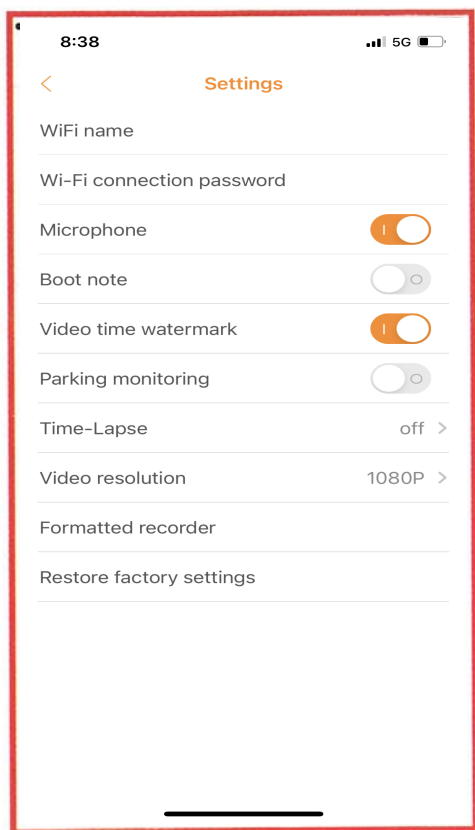 8:38 5G
Settings
WiFi name
Wi-Fi connection password
Microphone
Boot note
Video time watermark
Parking monitoring
Time-Lapse off
Video resolution 1080P
Formatted recorder
Restore factory settings